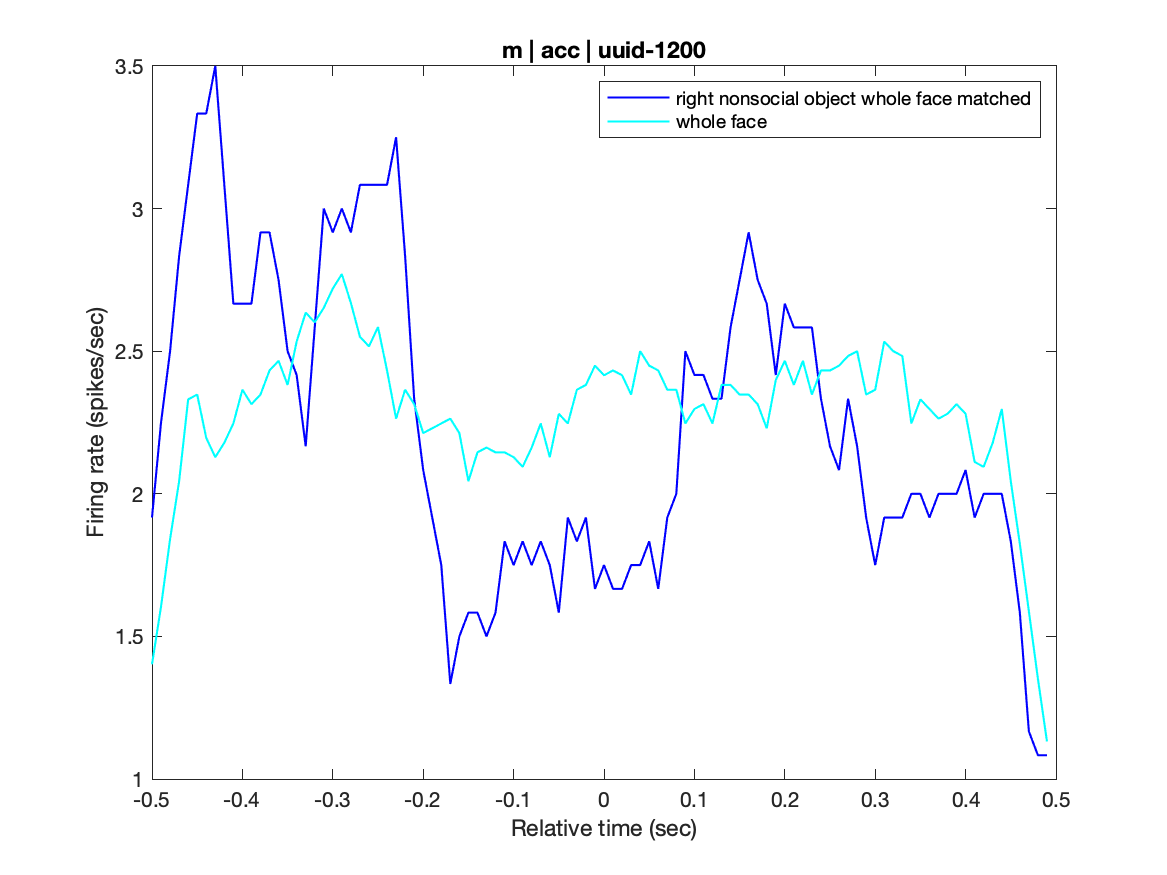 m | acc | uuid-1200
right nonsocial object whole face matched
whole face
Firing rate (spikes/sec)
3.5
3
2.5
2
1.5
1
-0.5 -0.4 -0.3 -0.2 -0.1 0 0.1 0.2 0.3 0.4 0.5
Relative time (sec)